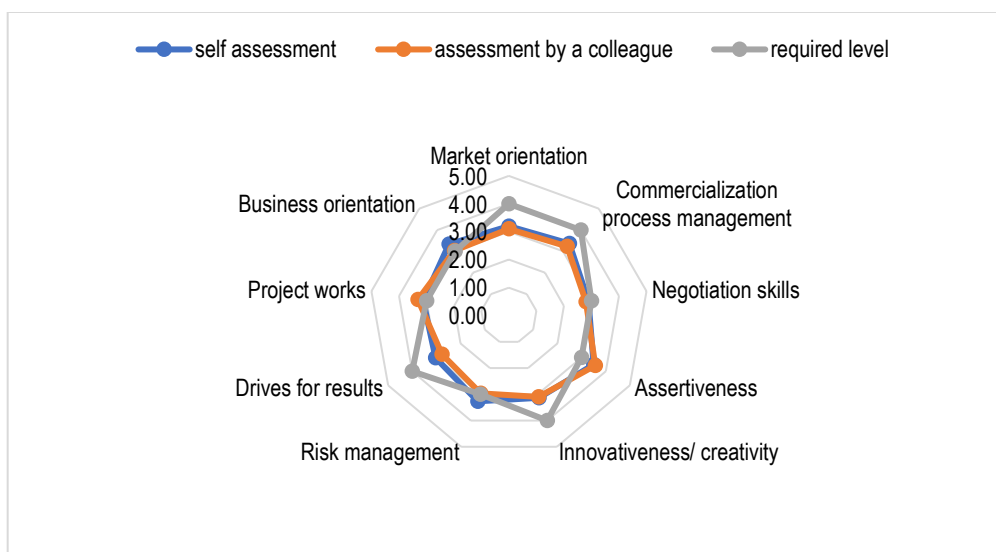 self assessment
assessment by a colleague
required level
Market orientation
5.00
4.00
3.00
2.00
1.00
0.00
Commercialization
process management
Negotiation skills
Assertiveness
Innovativeness/ creativity
Risk management
Drives for results
Project works
Business orientation